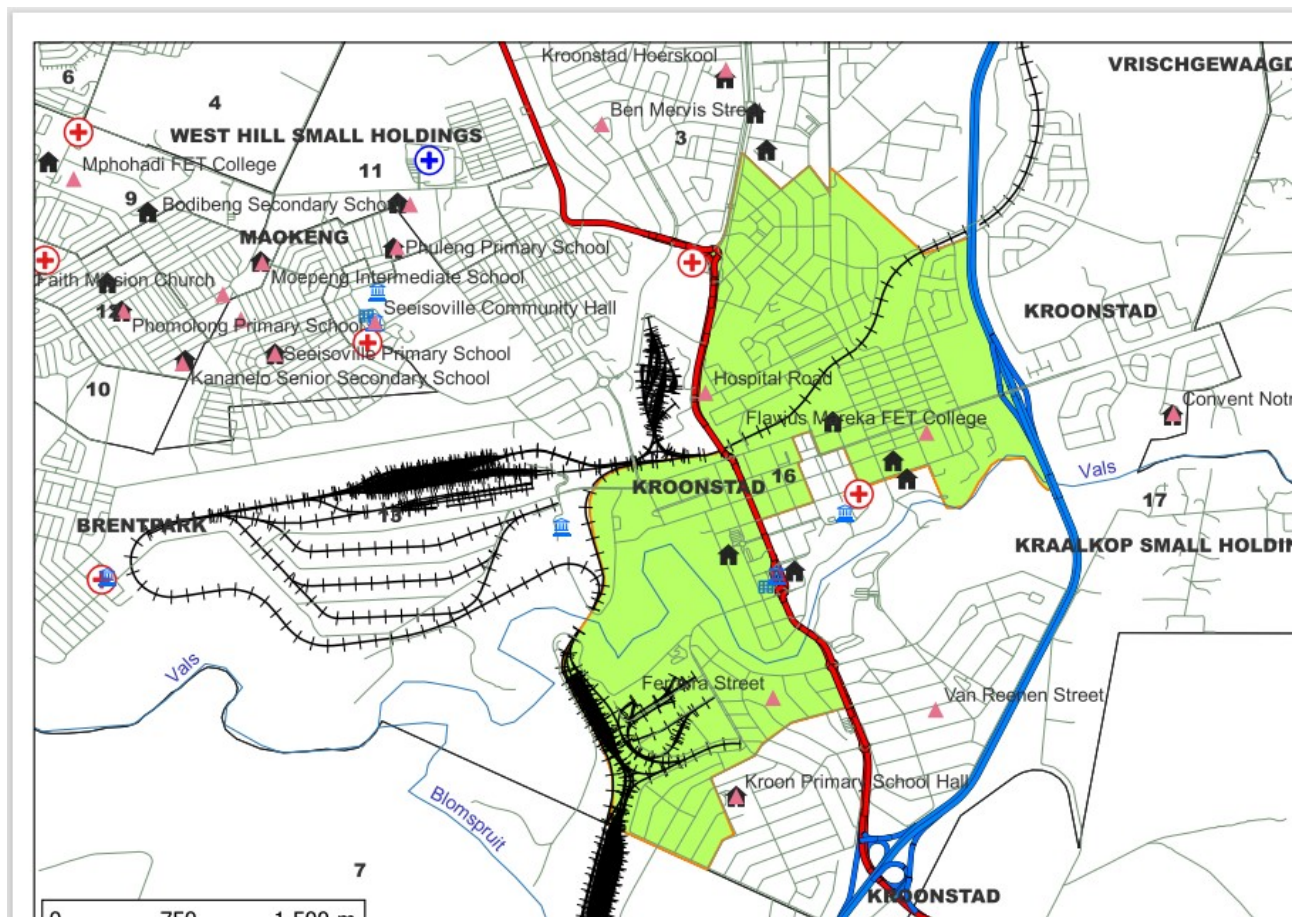 Kroonstad Hoerskool
VRISCHGEWAAGD
6
4
Ben Mervis Street
WEST HILL SMALL HOLDINGS
3
Mphohadi FET College
11
9
Bodibeng Secondary School
MAOKENG
Phuleng Primary School
Faith Mission Church
Moepeng Intermediate School
Seeisoville Community Hall
KROONSTAD
12
Phomolong Primary School
Seeisoville Primary School
Kananelo Senior Secondary School
10
Hospital Road
Convent Notr
Flavius Mareka FET College
Vals
16
KROONSTAD
17
13
BRENTPARK
KRAALKOP SMALL HOLDIN
Vals
Van Reenen Street
Kroon Primary School Hall
Blomspruit
7
KROONSTAD
0 750 1 500 m